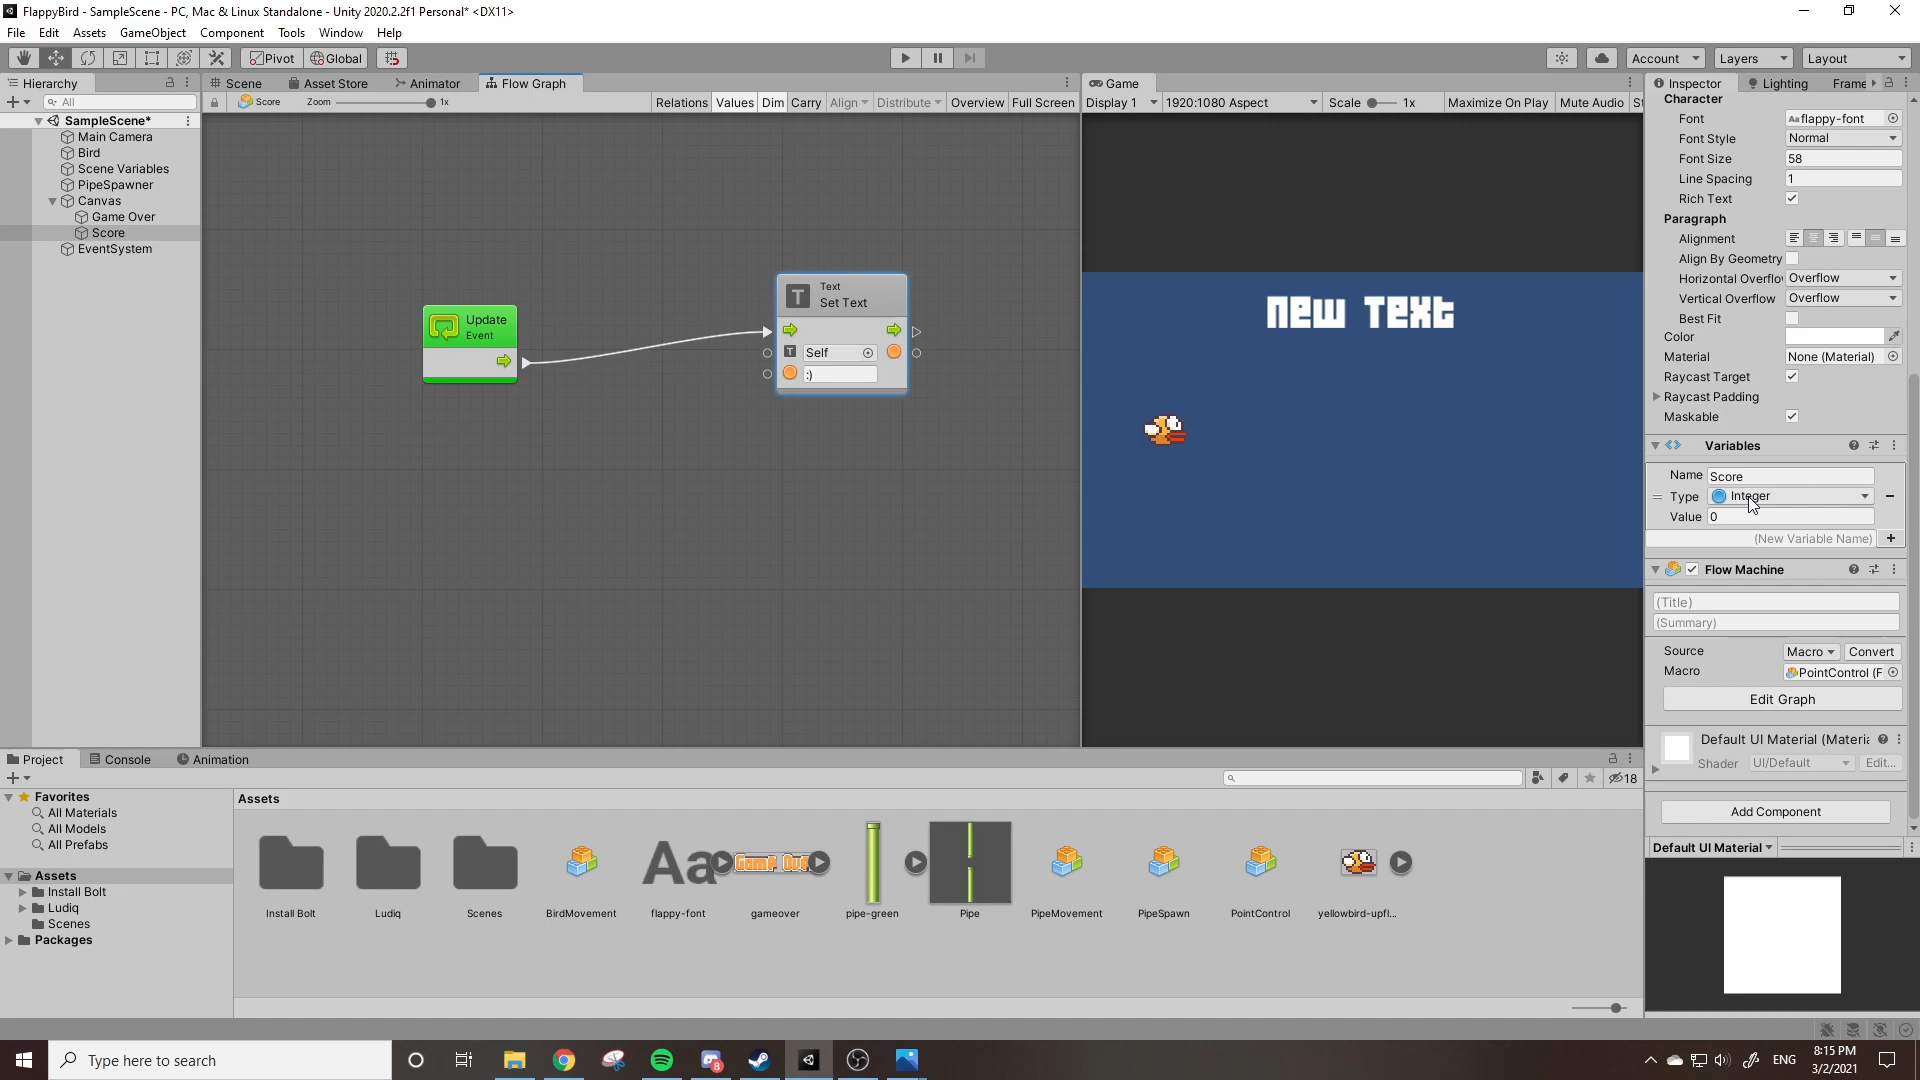 FlappyBird - SampleScene - PC, Mac & Linux Standalone - Unity 2020.2.2f1 Personal* <DX11>
File Edit Assets GameObject Component Tools Window Help
Pivot Global Account Layers Layout
Hierarchy Scene Asset Store Animator Flow Graph Game Inspector Lighting Frame
All Score Zoom 1x Relations Values Dim Carry Align Distribute Overview Full Screen Display 1 1920:1080 Aspect Scale 1x Maximize On Play Mute Audio St
SampleScene*
Main Camera
Bird
Scene Variables
PipeSpawner
Canvas
Game Over
Score
EventSystem
Update
Event
Text
Set Text
Self
:)
New Text
Character
Font flappy-font
Font Style Normal
Font Size 58
Line Spacing 1
Rich Text
Paragraph
Alignment
Align By Geometry
Horizontal Overflo Overflow
Vertical Overflow Overflow
Best Fit
Color
Material None (Material)
Raycast Target
Raycast Padding
Maskable
Variables
Name Score
Type Integer
Value 0
(New Variable Name)
Flow Machine
(Title)
(Summary)
Source Macro Convert
Macro PointControl (F
Edit Graph
Default UI Material (Materia
Shader UI/Default Edit...
Add Component
Default UI Material
Project Console Animation
18
Favorites
All Materials
All Models
All Prefabs
Assets
Install Bolt
Ludiq
Scenes
Packages
Assets
Aa Game Over
Install Bolt Ludiq Scenes BirdMovement flappy-font gameover pipe-green Pipe PipeMovement PipeSpawn PointControl yellowbird-upfl...
Type here to search
8
ENG
8:15 PM
3/2/2021